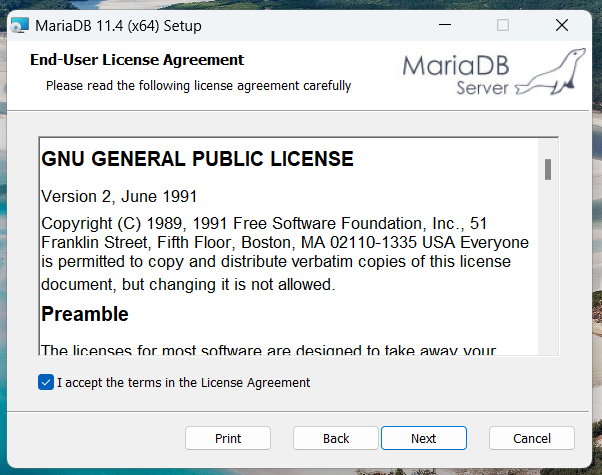 MariaDB 11.4 (x64) Setup
End-User License Agreement
Please read the following license agreement carefully
MariaDB
Server
GNU GENERAL PUBLIC LICENSE
Version 2, June 1991
Copyright (C) 1989, 1991 Free Software Foundation, Inc., 51
Franklin Street, Fifth Floor, Boston, MA 02110-1335 USA Everyone
is permitted to copy and distribute verbatim copies of this license
document, but changing it is not allowed.
Preamble
The licenses for most software are designed to take away your
I accept the terms in the License Agreement
Print
Back
Next
Cancel